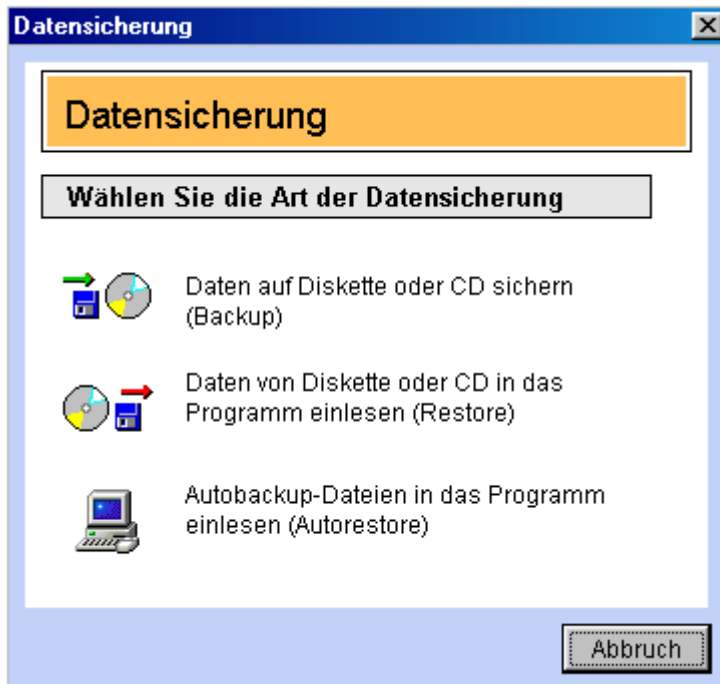 Datensicherung
Datensicherung
Wählen Sie die Art der Datensicherung
Daten auf Diskette oder CD sichern
(Backup)
Daten von Diskette oder CD in das
Programm einlesen (Restore)
Autobackup-Dateien in das Programm
einlesen (Autorestore)
Abbruch